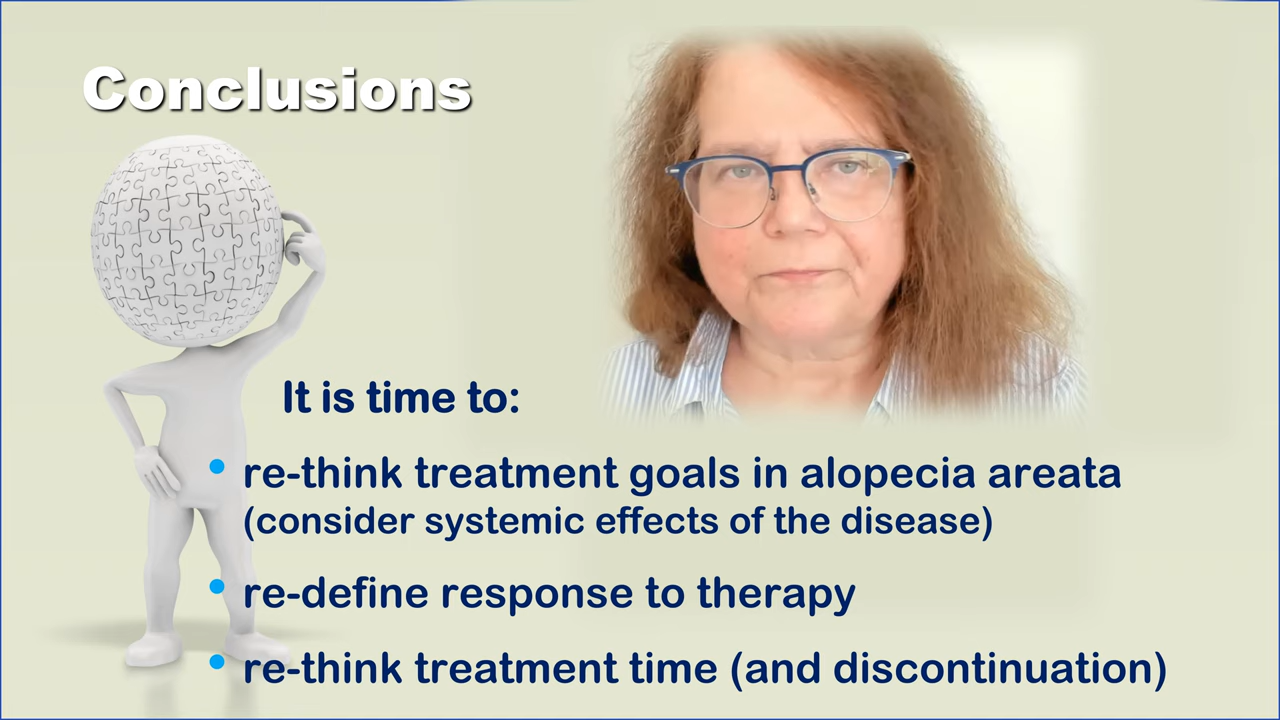 Conclusions
It is time to:
• re-think treatment goals in alopecia areata
(consider systemic effects of the disease)
• re-define response to therapy
• re-think treatment time (and discontinuation)